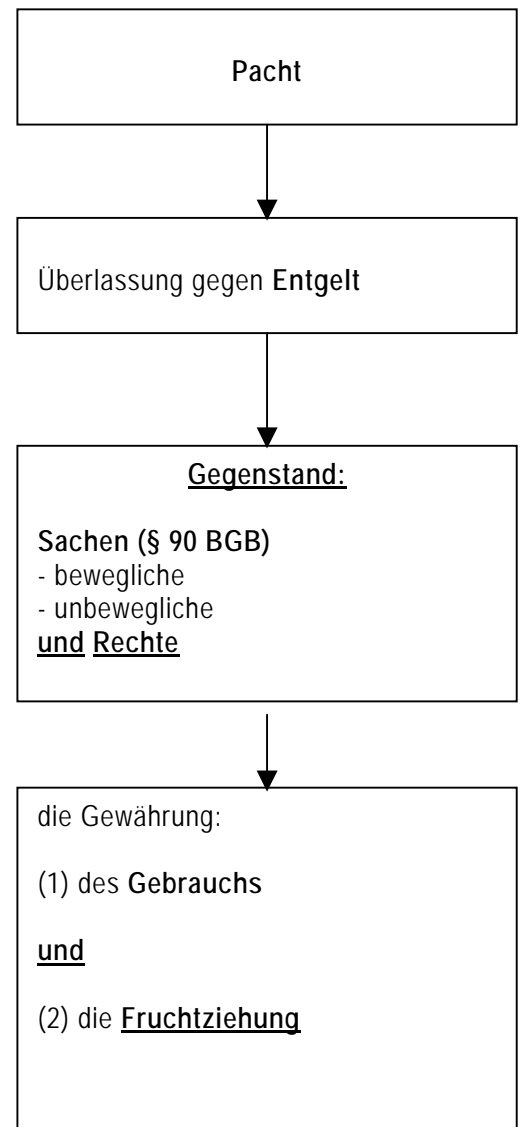 Pacht
Überlassung gegen Entgelt
Gegenstand:
Sachen (§ 90 BGB)
- bewegliche
- unbewegliche
und Rechte
die Gewährung:
(1) des Gebrauchs
und
(2) die Fruchtziehung